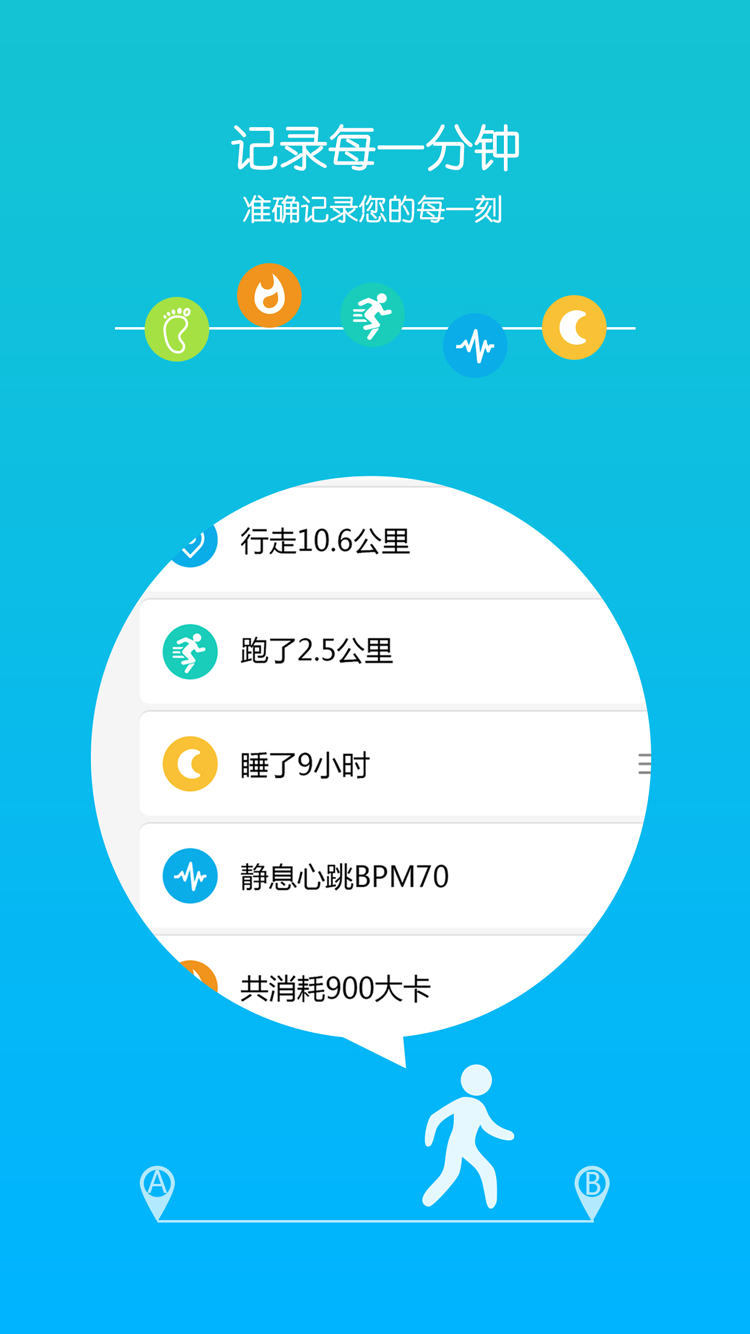 记录每一分钟
准确记录您的每一刻
行走10.6公里
跑了2.5公里
睡了9小时
静息心跳BPM70
共消耗900大卡
A
B